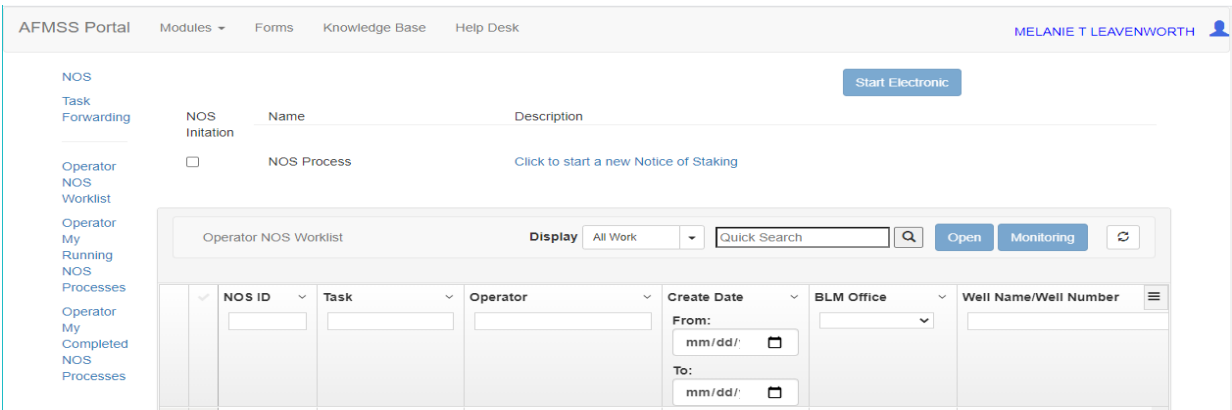 AFMSS Portal Modules Forms Knowledge Base Help Desk MELANIE T LEAVENWORTH
NOS
Task
Forwarding
Operator
NOS
Worklist
Operator
My
Running
NOS
Processes
Operator
My
Completed
NOS
Processes
Start Electronic
NOS
Initation
Name
Description
NOS Process
Click to start a new Notice of Staking
Operator NOS Worklist
Display All Work Quick Search Open Monitoring
NOS ID Task Operator Create Date BLM Office Well Name/Well Number
From:
mm/dd/
To:
mm/dd/